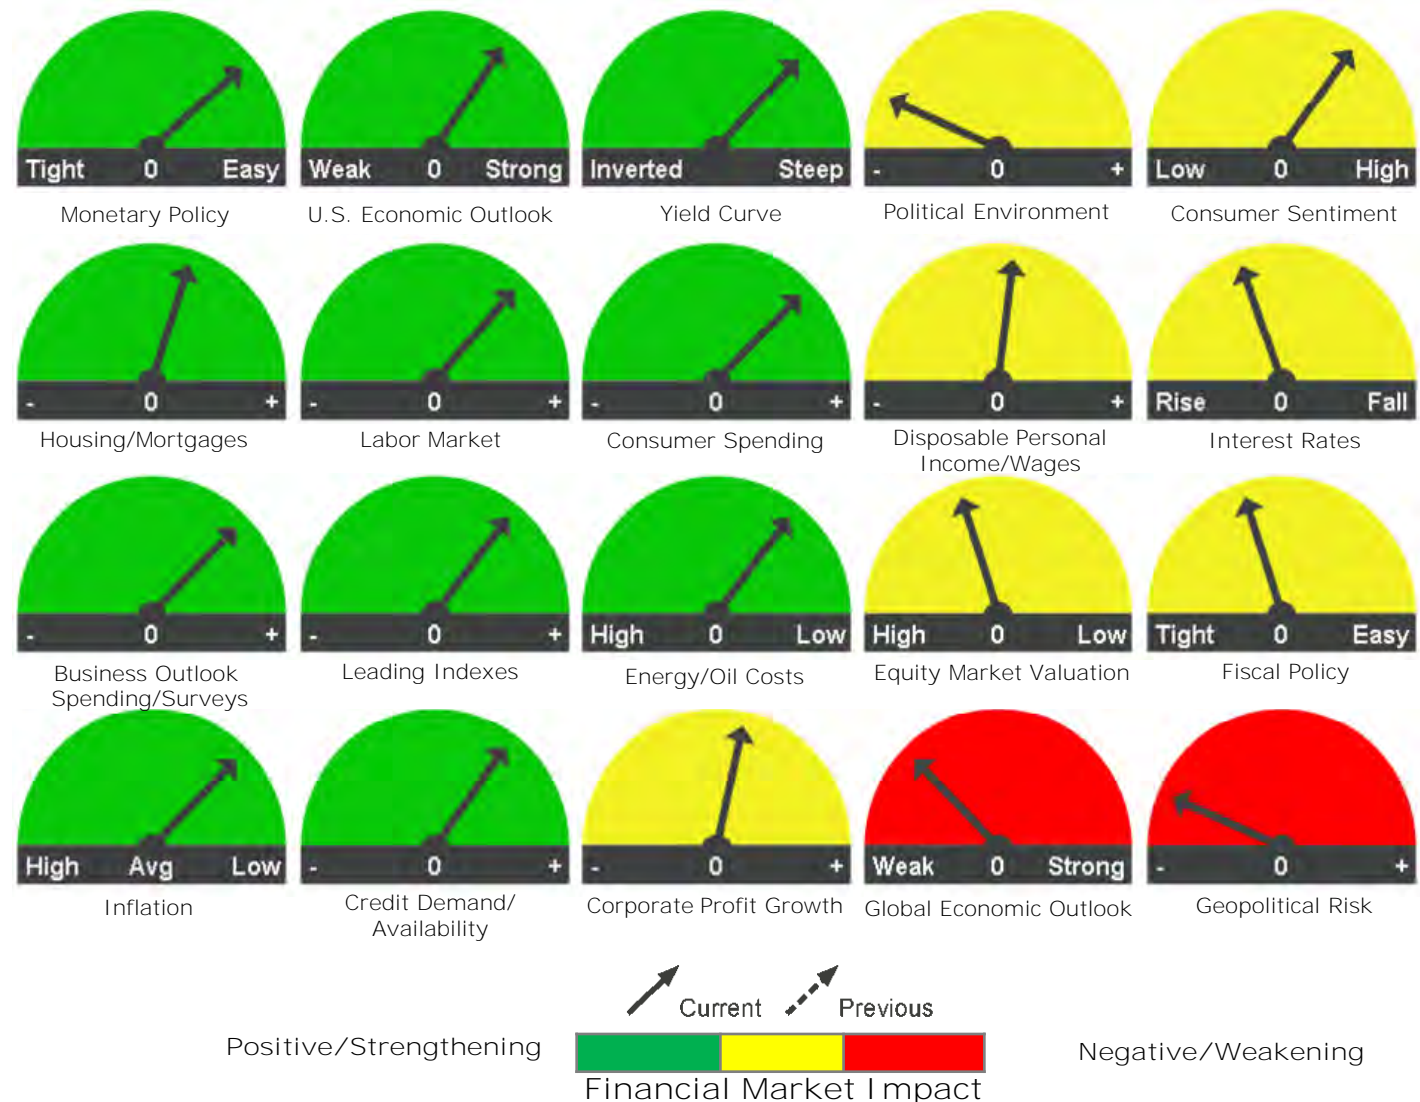 Tight 0 Easy
Weak 0 Strong
Inverted Steep
- 0 +
Low 0 High
Monetary Policy
U.S. Economic Outlook
Yield Curve
Political Environment
Consumer Sentiment
- 0 +
- 0 +
- 0 +
- 0 +
Rise 0 Fall
Housing/Mortgages
Labor Market
Consumer Spending
Disposable Personal
Income/Wages
Interest Rates
- 0 +
- 0 +
High 0 Low
High 0 Low
Tight 0 Easy
Business Outlook
Spending/Surveys
Leading Indexes
Energy/Oil Costs
Equity Market Valuation
Fiscal Policy
High Avg Low
- 0 +
- 0 +
Weak 0 Strong
- 0 +
Inflation
Credit Demand/
Availability
Corporate Profit Growth
Global Economic Outlook
Geopolitical Risk
Current Previous
Positive/Strengthening
Negative/Weakening
Financial Market Impact